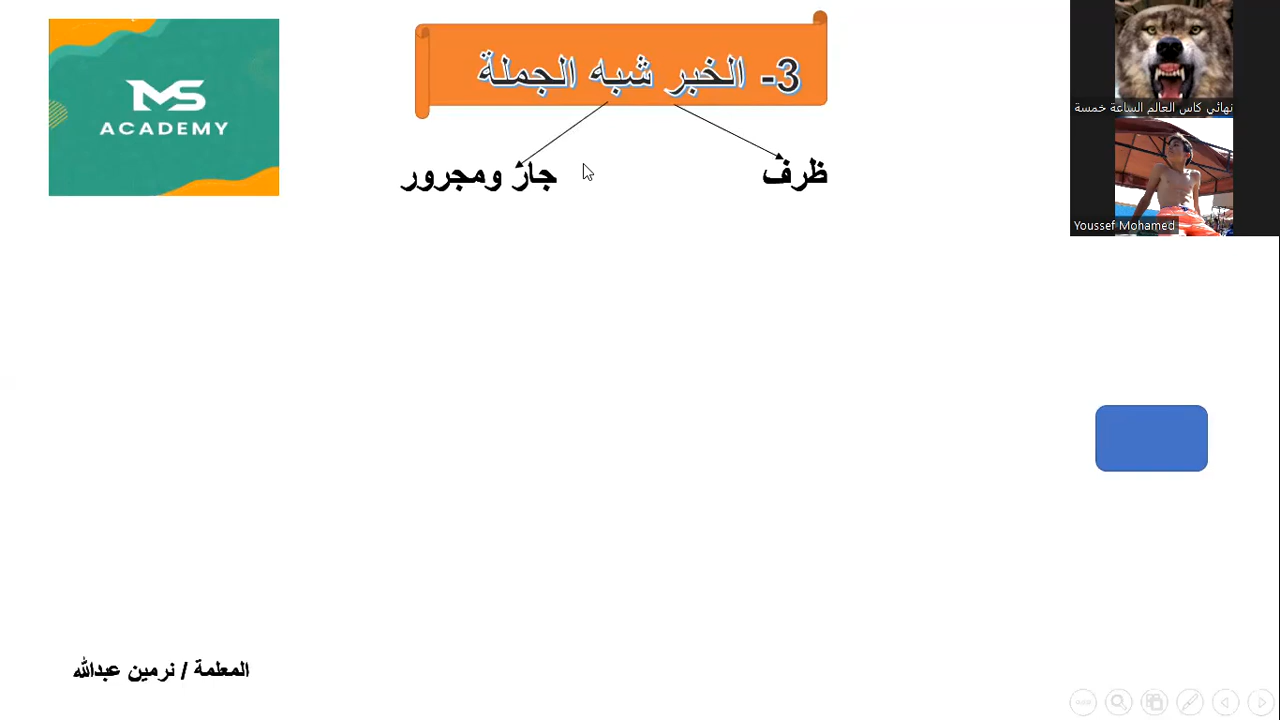 3- الخبر شبه الجملة
ظرف
جار ومجرور
MS
ACADEMY
نهائي كاس العالم الساعة خمسة
Youssef Mohamed
المعلمة / نرمين عبدالله